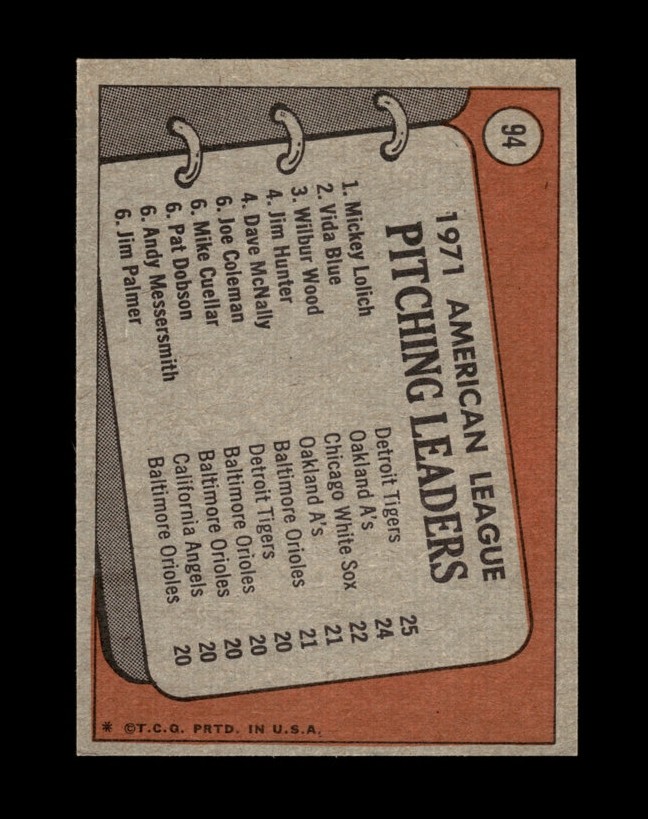 94
1971 AMERICAN LEAGUE
PITCHING LEADERS
1. Mickey Lolich Detroit Tigers 25
2. Vida Blue Oakland A's 24
3. Wilbur Wood Chicago White Sox 22
4. Jim Hunter Oakland A's 21
4. Dave McNally Baltimore Orioles 21
6. Joe Coleman Detroit Tigers 20
6. Mike Cuellar Baltimore Orioles 20
6. Pat Dobson Baltimore Orioles 20
6. Andy Messersmith California Angels 20
6. Jim Palmer Baltimore Orioles 20
* ©T.C.G. PRTD. IN U.S.A.